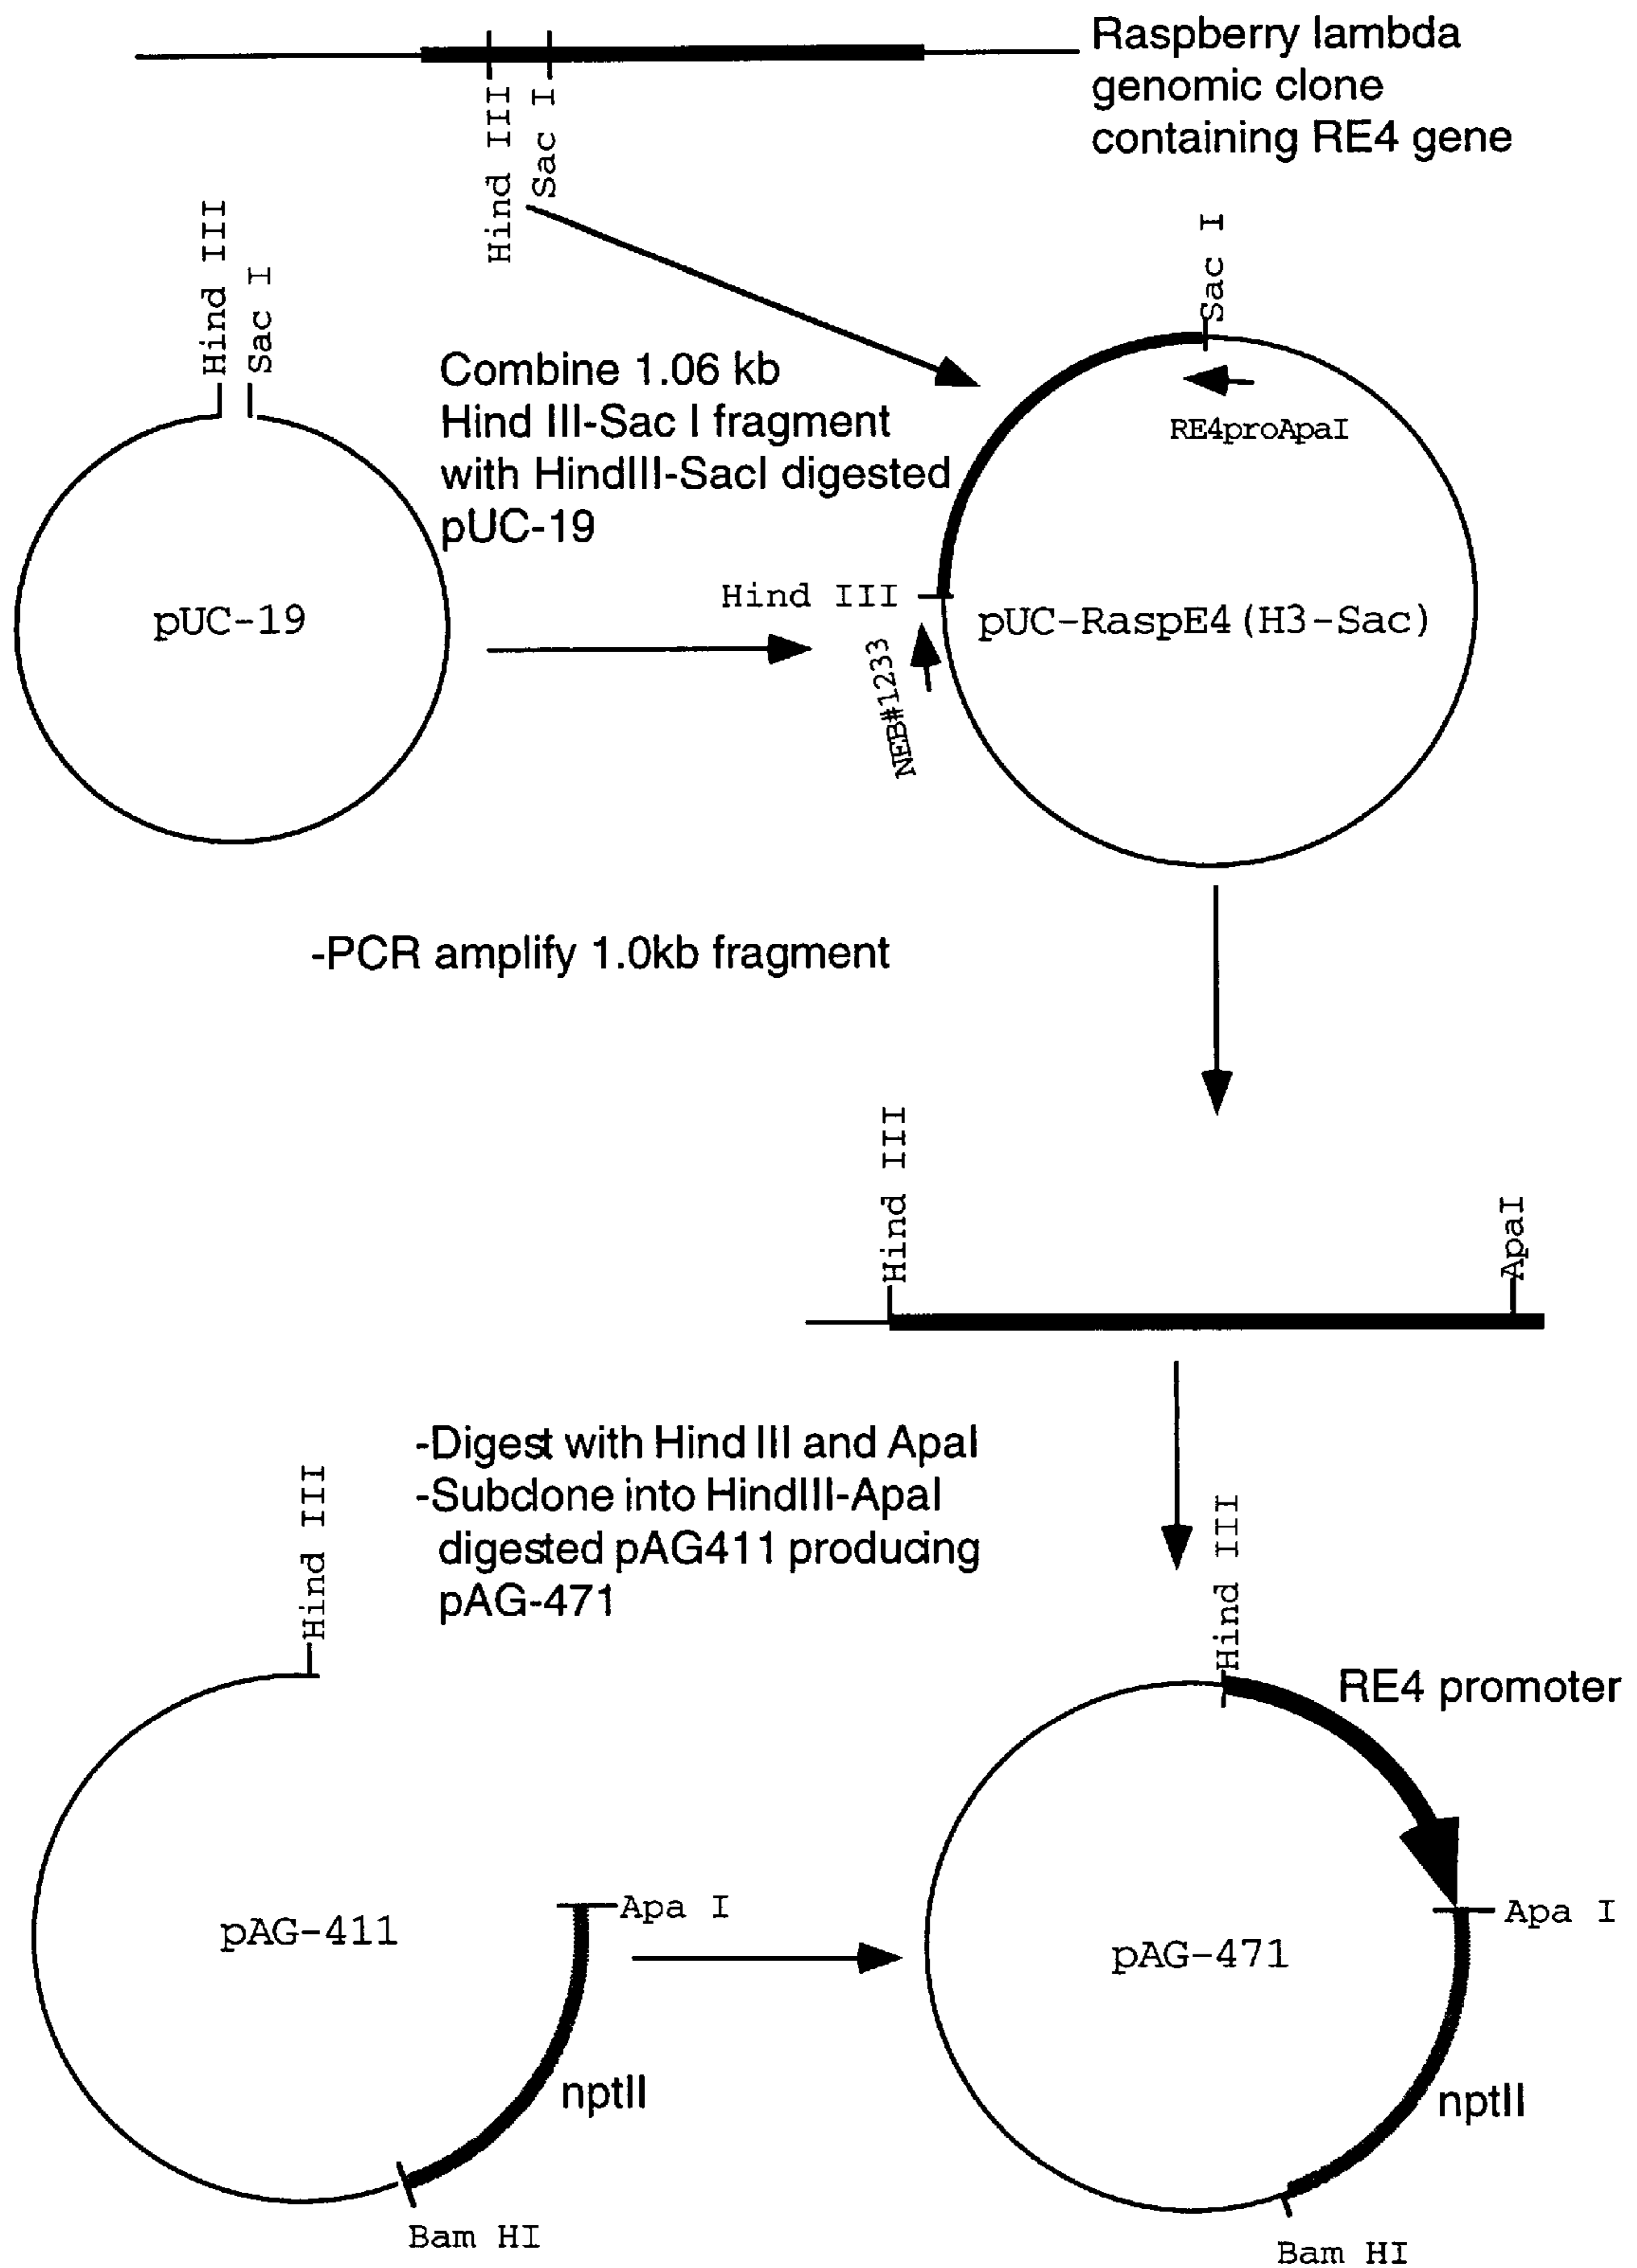 Raspberry lambda
genomic clone
containing RE4 gene
Hind III
Sac I
Hind III
Sac I
Sac I
Combine 1.06 kb
Hind III-Sac I fragment
with HindIII-SacI digested
pUC-19
RE4proApaI
pUC-19
Hind III
pUC-RaspE4(H3-Sac)
NEB#1233
-PCR amplify 1.0kb fragment
Hind III
ApaI
-Digest with Hind III and ApaI
-Subclone into HindIII-ApaI
digested pAG411 producing
pAG-471
Hind III
Hind III
RE4 promoter
Apa I
Apa I
pAG-411
pAG-471
nptII
nptII
Bam HI
Bam HI